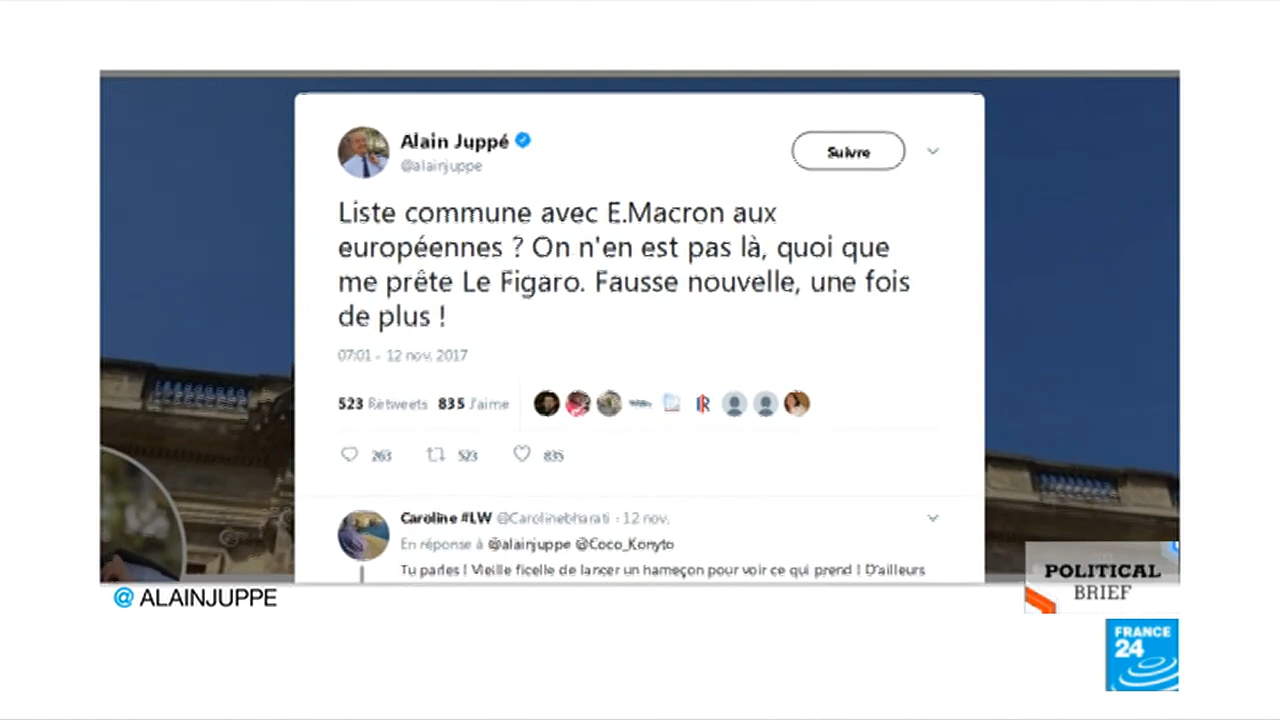 Alain Juppé
Suivre
@alainjuppe
Liste commune avec E.Macron aux
européennes ? On n'en est pas là, quoi que
me prête Le Figaro. Fausse nouvelle, une fois
de plus !
07:01 - 12 nov. 2017
523 Retweets 835 J'aime
263 523 835
Caroline #LW @Carolinebharati · 12 nov.
En réponse à @alainjuppe @Coco_Konyto
Tu parles ! Vieille ficelle de lancer un hameçon pour voir ce qui prend ! D'ailleurs
POLITICAL
BRIEF
@ ALAINJUPPE
FRANCE
24